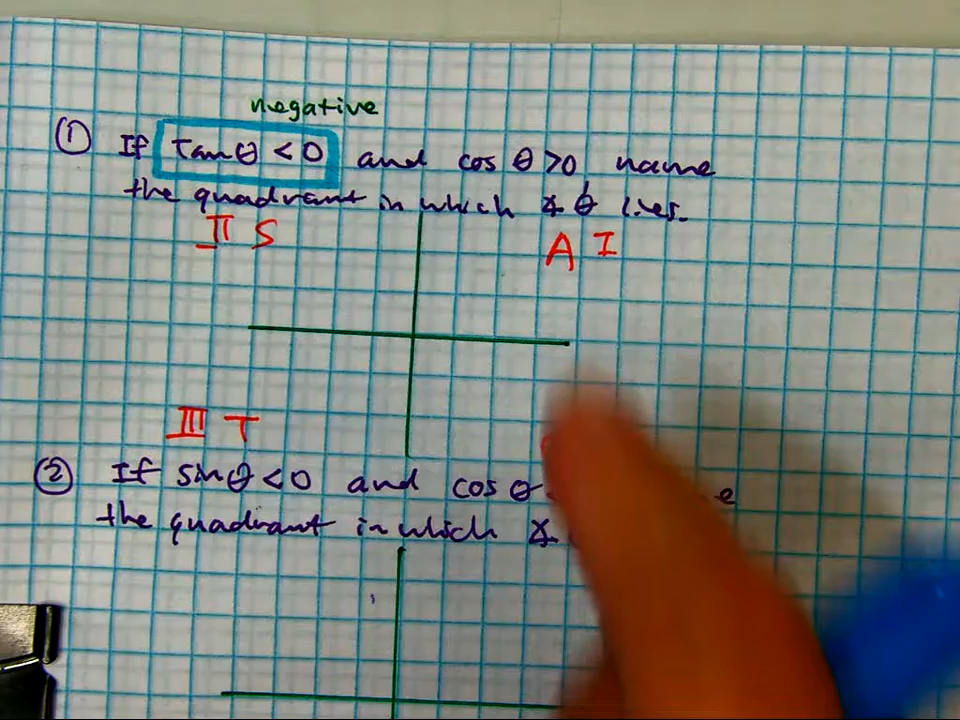 negative
① If Tan θ < 0 and cos θ > 0, name
the quadrant in which ∡ θ lies.
II S A I
III T
② If sin θ < 0 and cos θ
the quadrant in which ∡